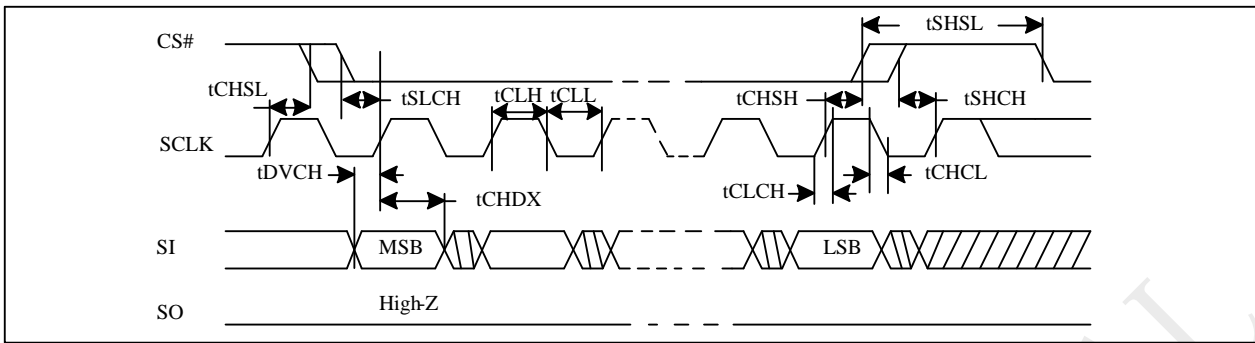 CS#
tSHSL
tCHSL
tSLCH
tCLH
tCLL
tCHSH
tSHCH
SCLK
tDVCH
tCHDX
tCLCH
tCHCL
SI
MSB
LSB
SO
High-Z